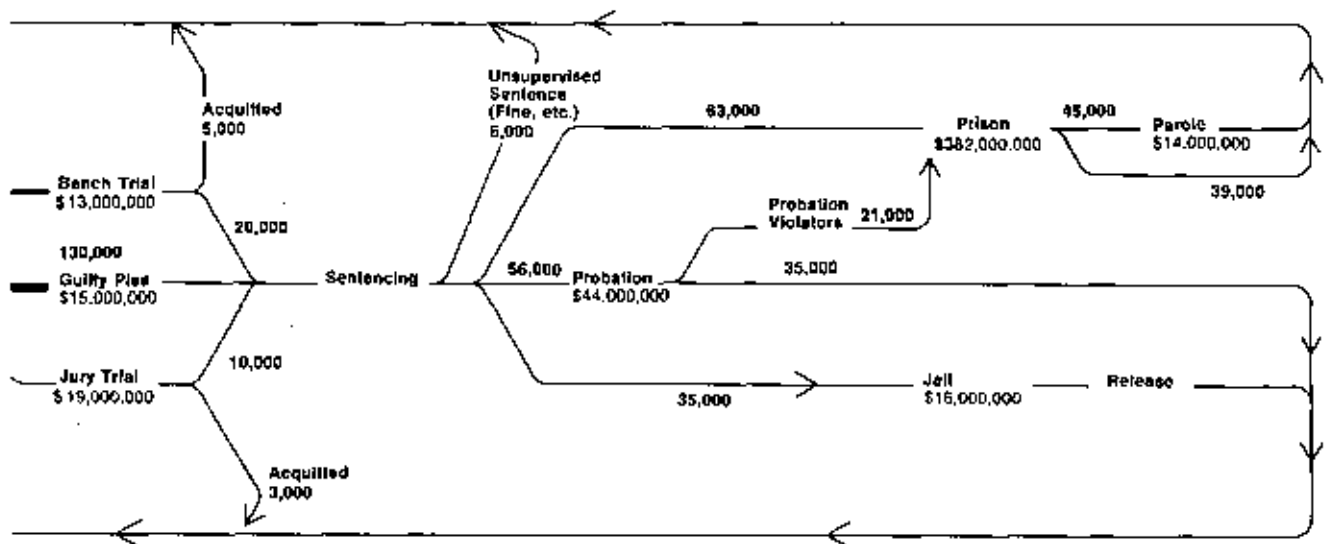 Acquitted
5,000
Bench Trial
$13,000,000
20,000
130,000
Guilty Plea
$15.000,000
Jury Trial
$19,000.000
10,000
Acquitted
3,000
Sentencing
Unsupervised
Sentence
(Fine, etc.)
6,000
63,000
Prison
$382,000.000
45,000
Parole
$14.000,000
39,000
Probation
Violators
21,000
56,000
Probation
$44.000,000
35,000
35,000
Jail
$16,000,000
Release